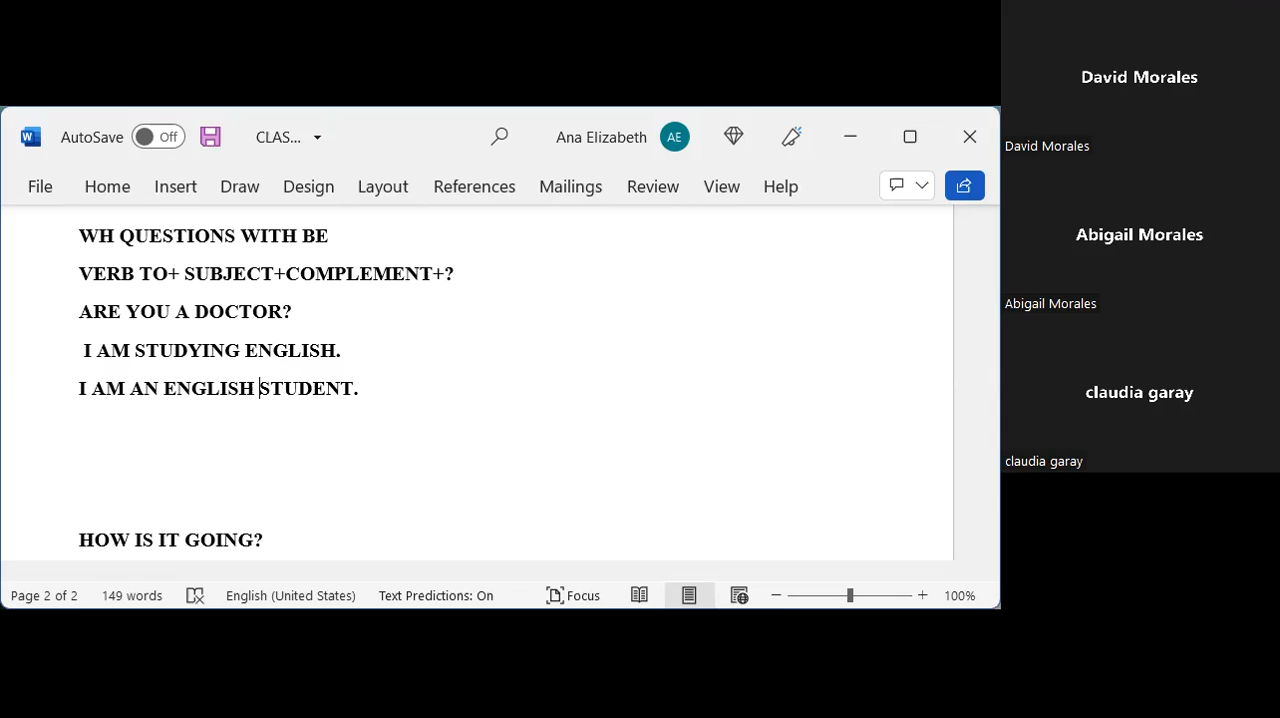 AutoSave Off CLAS... Ana Elizabeth AE
File Home Insert Draw Design Layout References Mailings Review View Help
WH QUESTIONS WITH BE
VERB TO+ SUBJECT+COMPLEMENT+?
ARE YOU A DOCTOR?
I AM STUDYING ENGLISH.
I AM AN ENGLISH STUDENT.
HOW IS IT GOING?
Page 2 of 2 149 words English (United States) Text Predictions: On Focus 100%
David Morales
David Morales
Abigail Morales
Abigail Morales
claudia garay
claudia garay